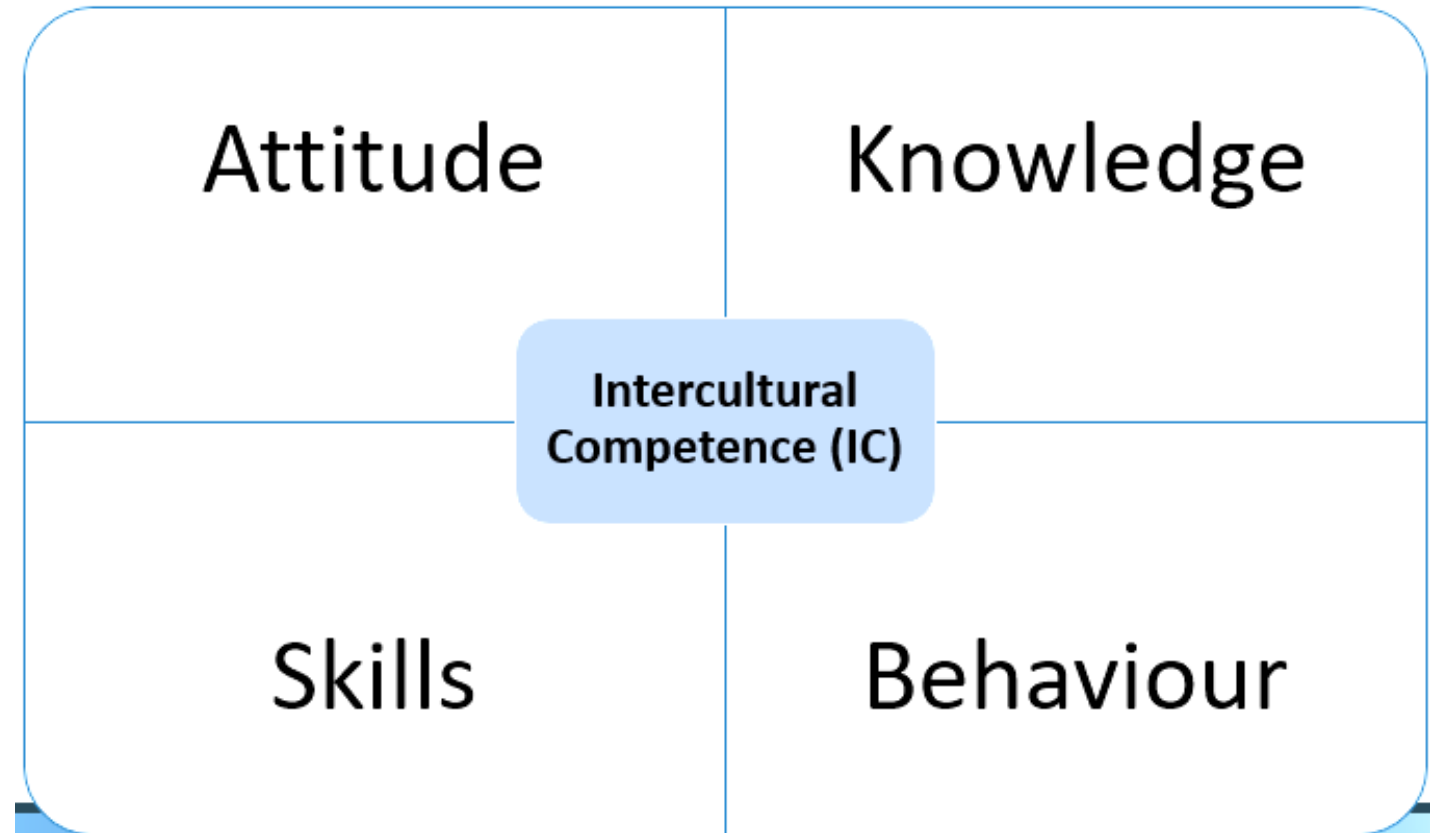 Attitude
Knowledge
Intercultural
Competence (IC)
Skills
Behaviour